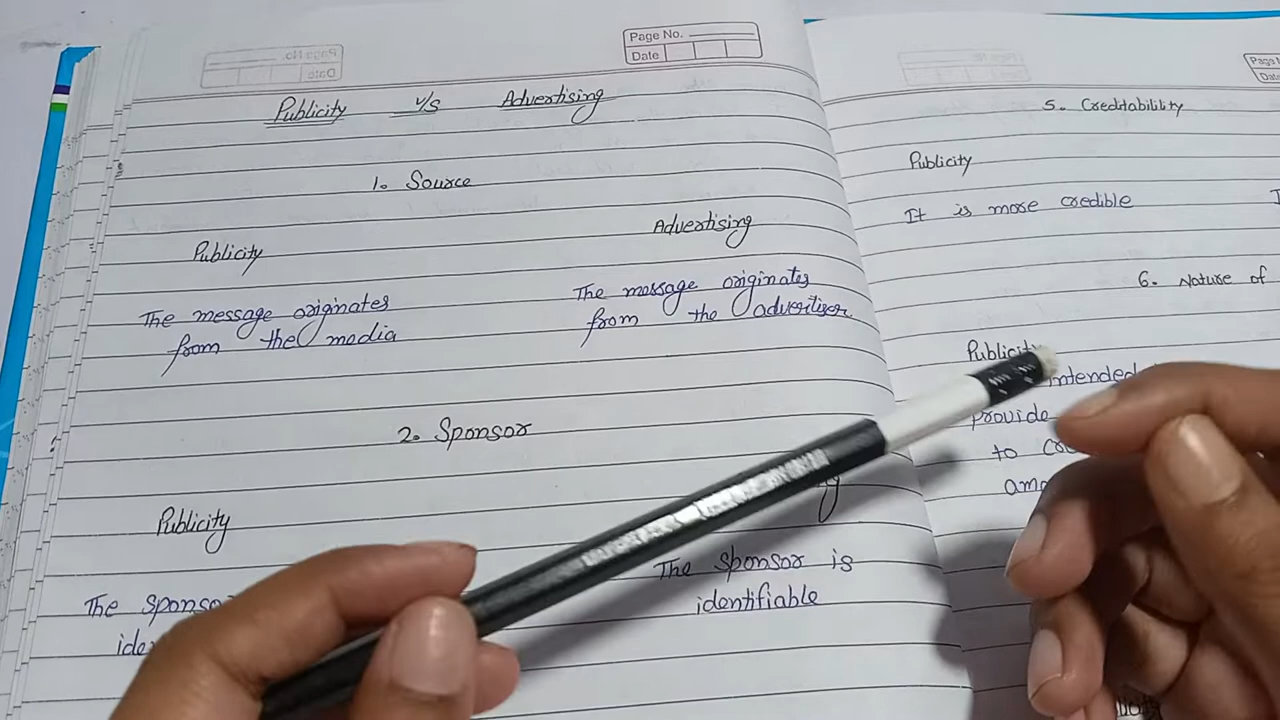 Page No.
Date
Publicity v/s Advertising
1. Source
Publicity
Advertising
The message originates
from the media
The message originates
from the advertiser.
2. Sponsor
Publicity
The
The sponsor is
identifiable
5. Creditability
Publicity
It is more credible
6. Nature of
Publicity
intended
provide
to